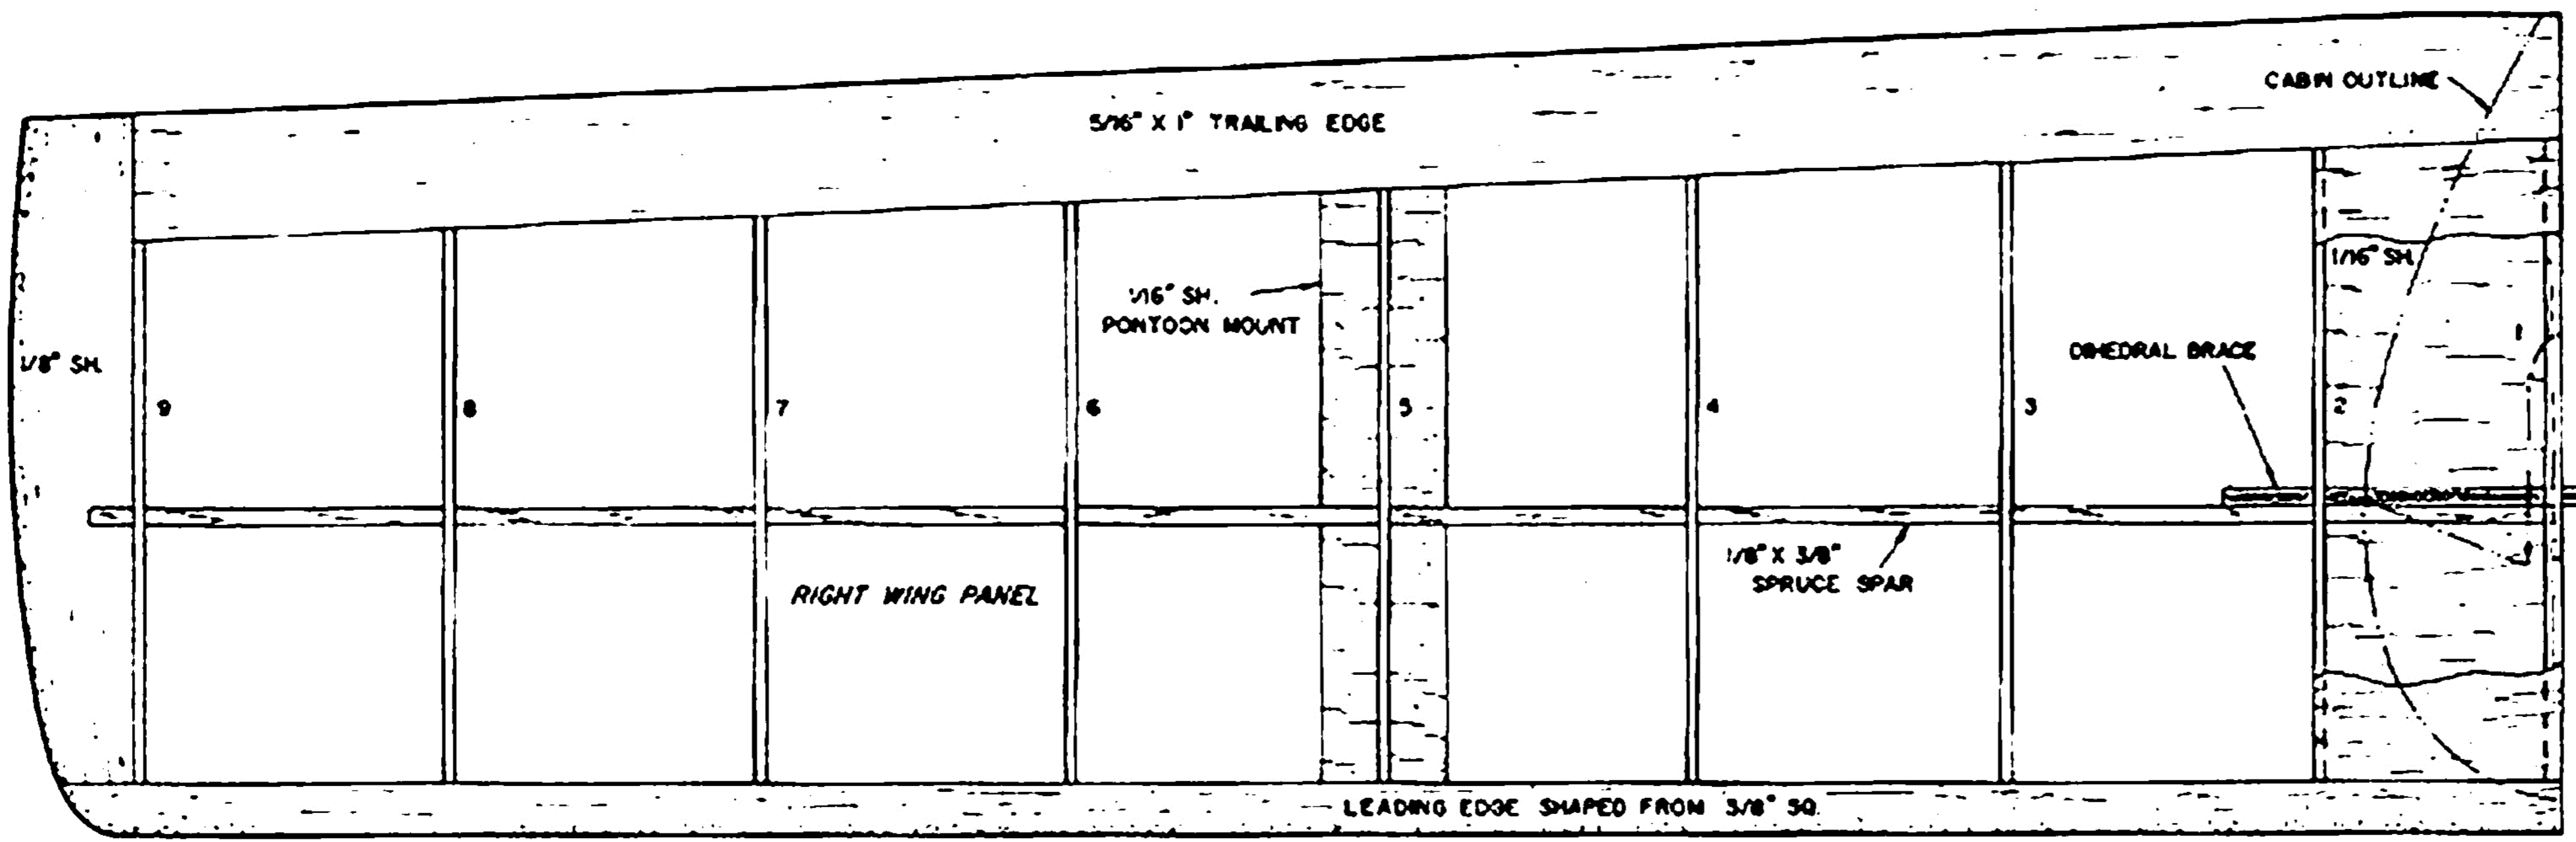 CABIN OUTLINE
5/16" X 1" TRAILING EDGE
1/16" SH.
1/16" SH.
PONTOON MOUNT
1
DIHEDRAL BRACE
1/8" SH.
9
8
7
6
5
4
3
2
1/8" X 3/8"
SPRUCE SPAR
RIGHT WING PANEL
LEADING EDGE SHAPED FROM 3/8" SQ.